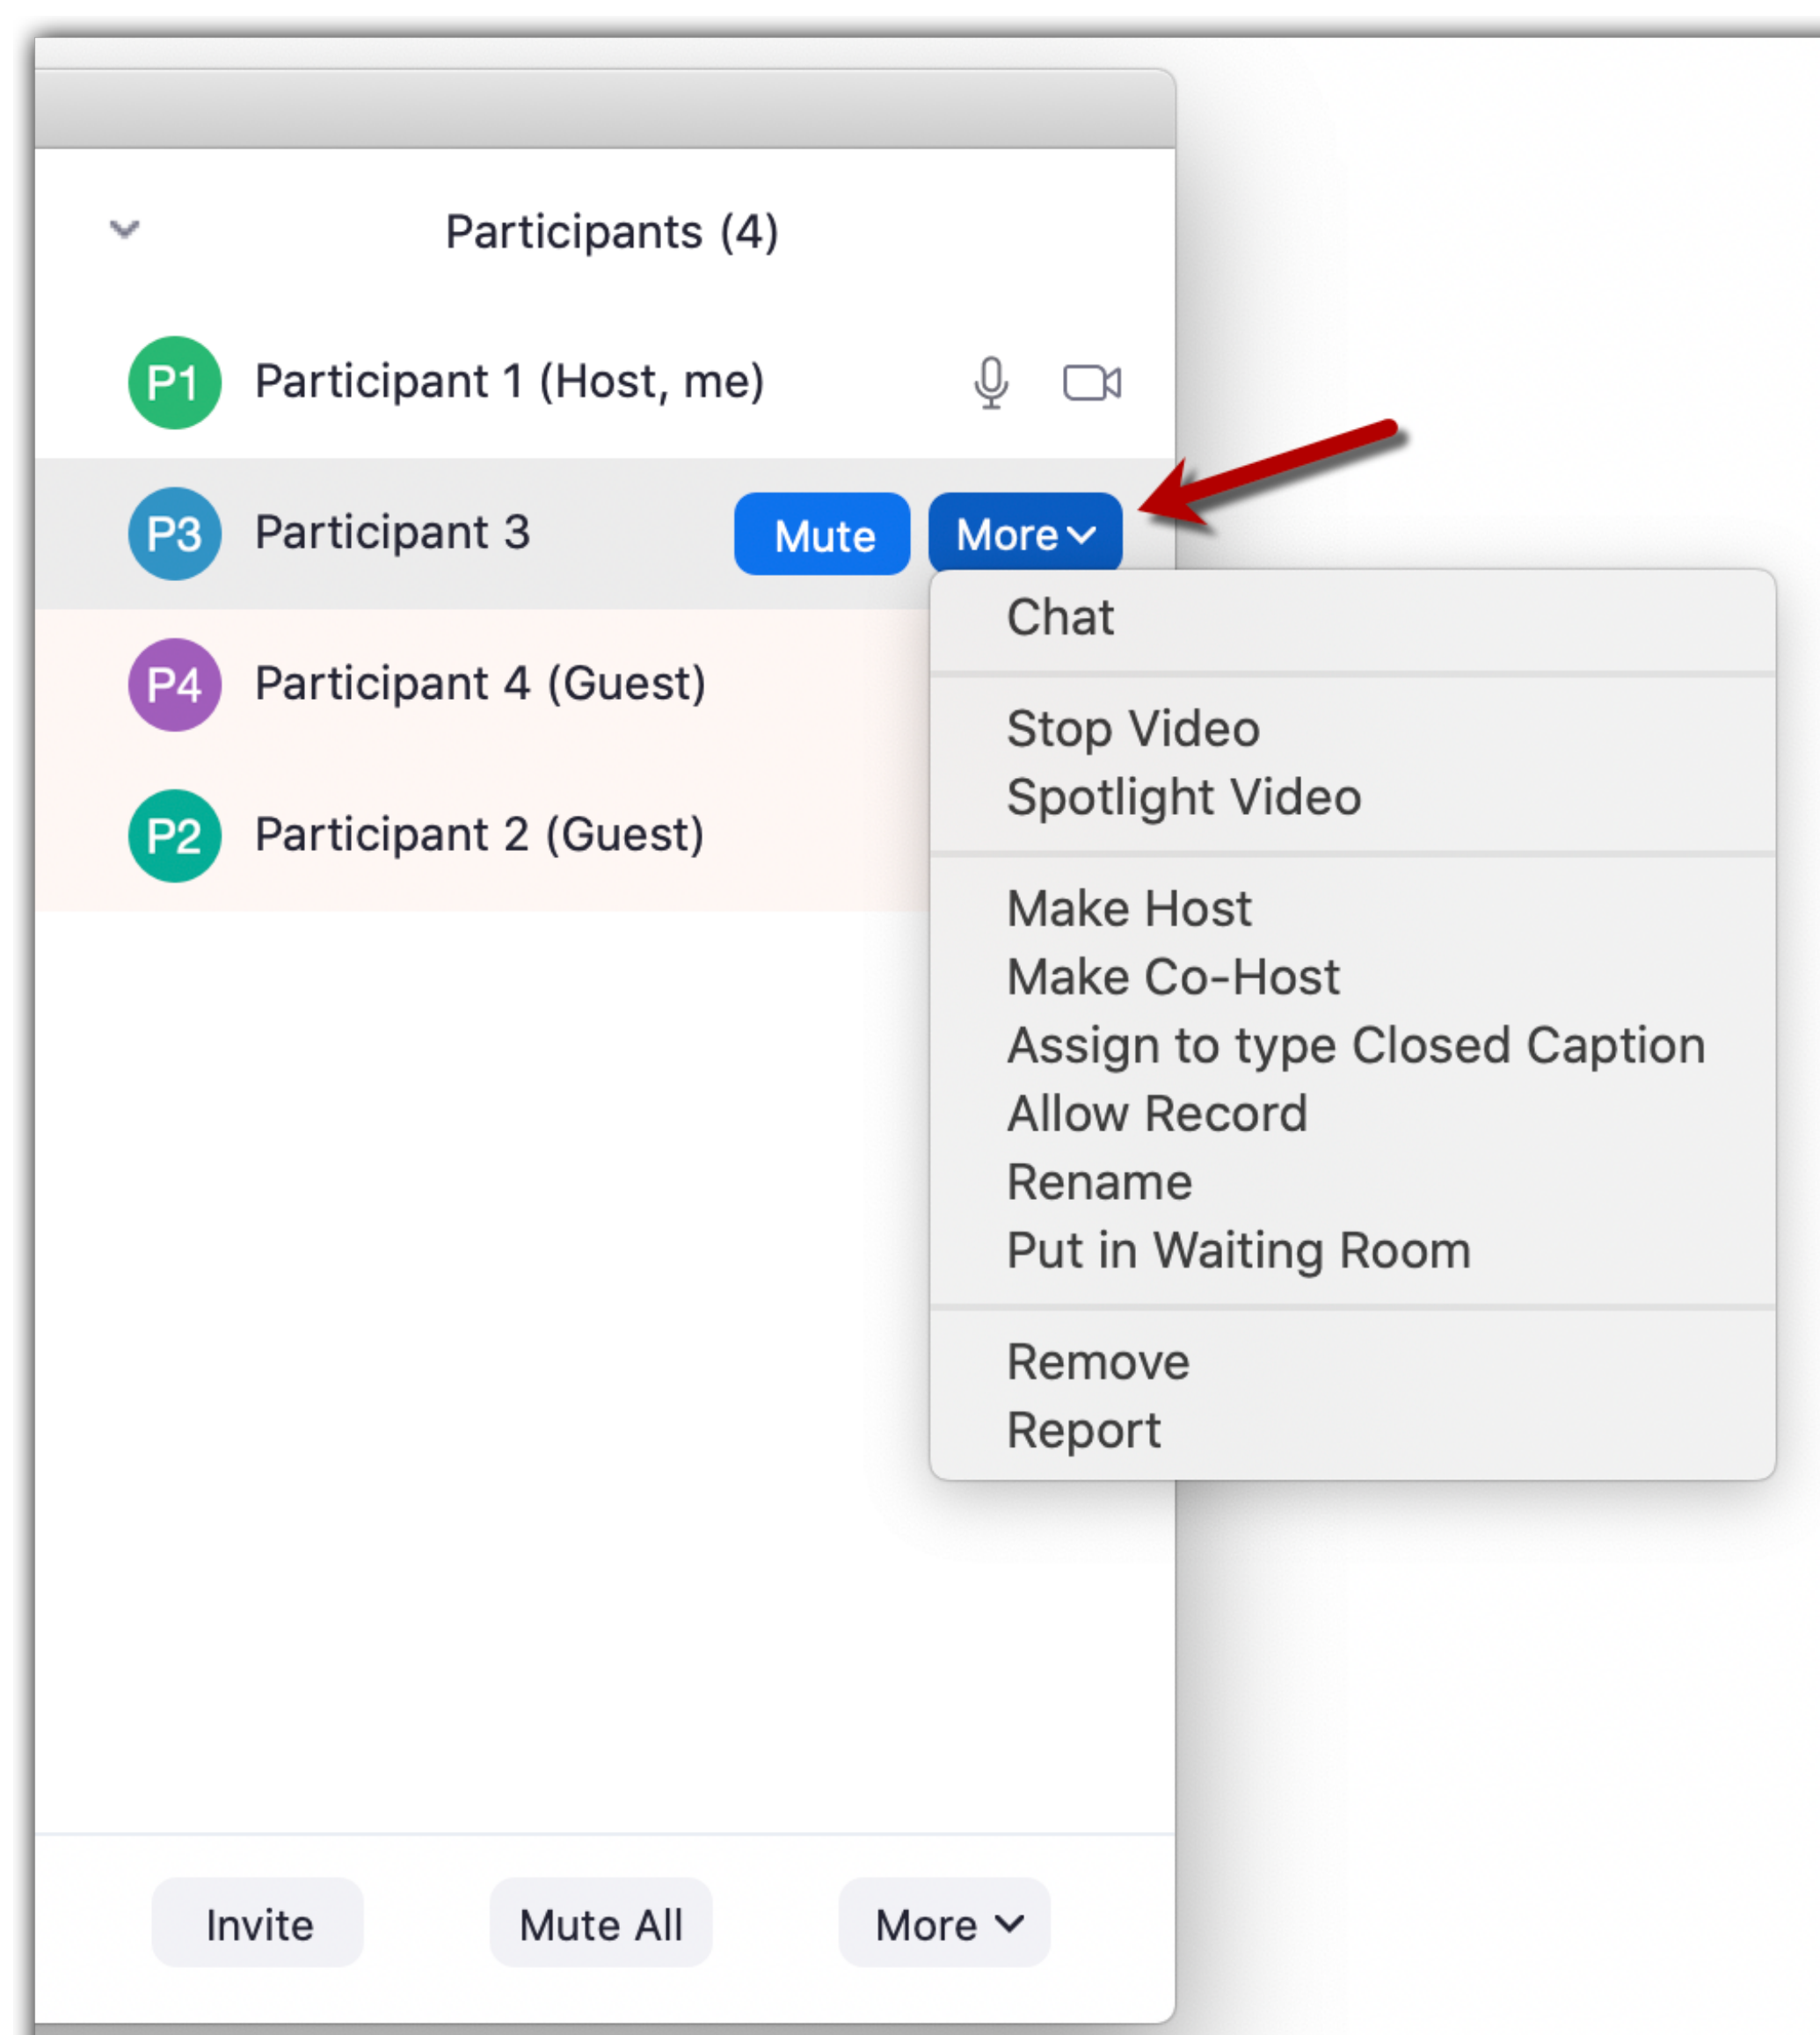 Participants (4)
P1 Participant 1 (Host, me)
P3 Participant 3 Mute More
Chat
P4 Participant 4 (Guest)
Stop Video
Spotlight Video
P2 Participant 2 (Guest)
Make Host
Make Co-Host
Assign to type Closed Caption
Allow Record
Rename
Put in Waiting Room
Remove
Report
Invite Mute All More